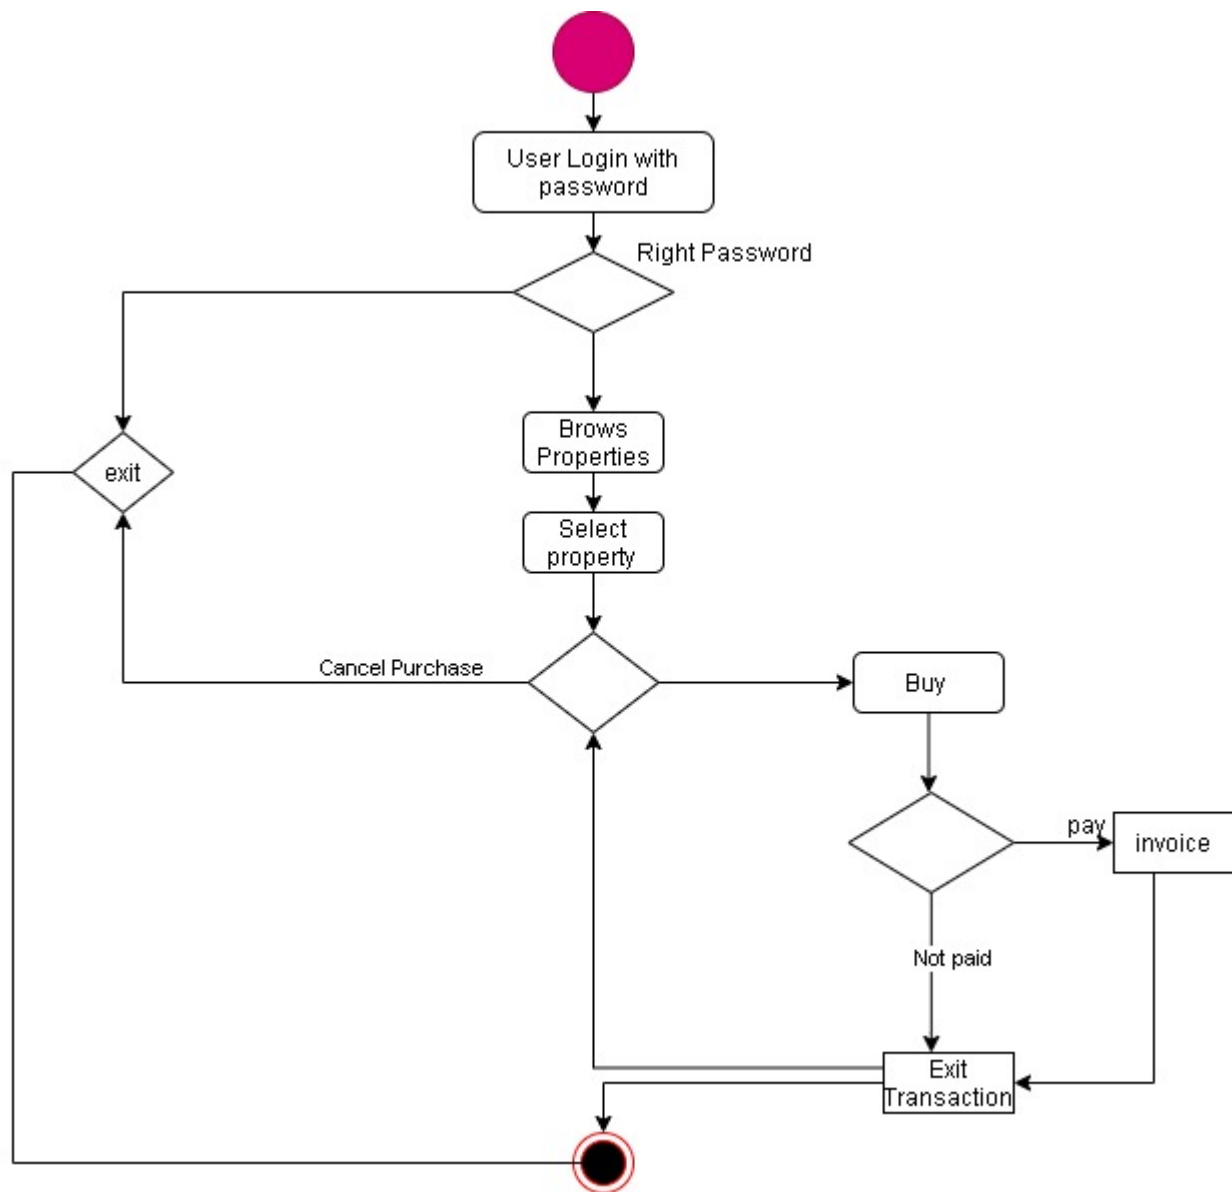 User Login with
password
Right Password
Brows
Properties
exit
Select
property
Cancel Purchase
Buy
pay
invoice
Not paid
Exit
Transaction